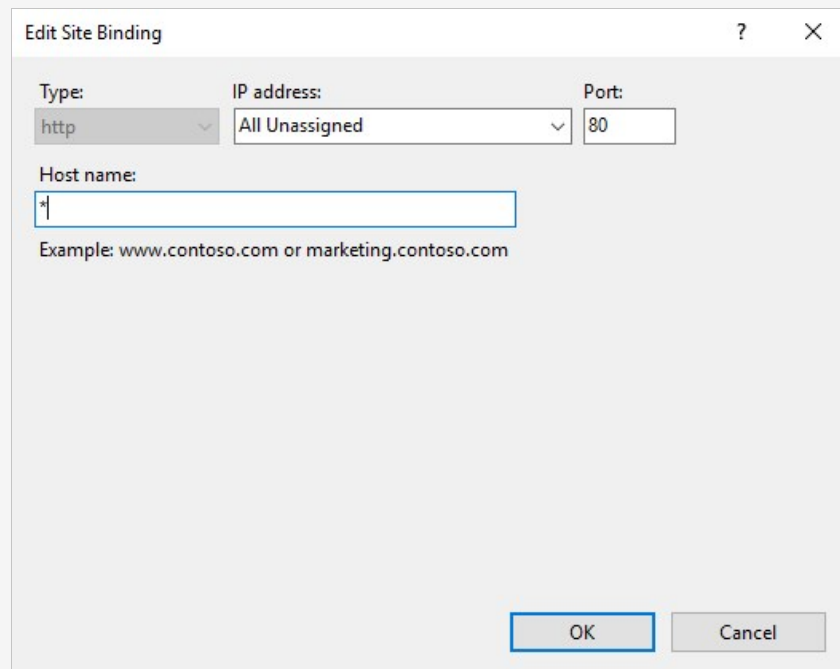 Edit Site Binding ?
Type: IP address: Port:
http All Unassigned 80
Host name:
*
Example: www.contoso.com or marketing.contoso.com
OK Cancel